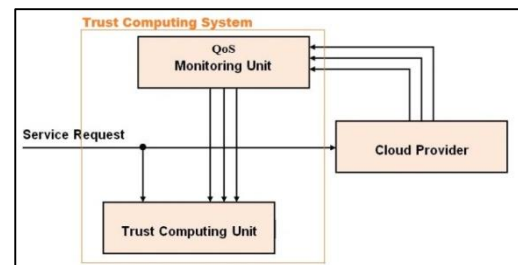 Trust Computing System
QoS
Monitoring Unit
Service Request
Cloud Provider
Trust Computing Unit